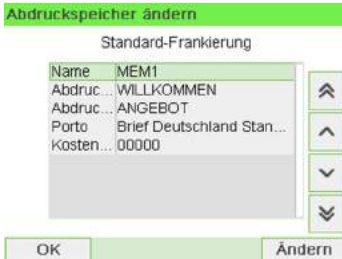 Abdruckspeicher ändern
Standard-Frankierung
Name MEM1
Abdruc... WILLKOMMEN
Abdruc... ANGEBOT
Porto Brief Deutschland Stan...
Kosten... 00000
OK Ändern